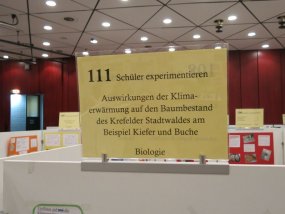 111 Schüler experimentieren
Auswirkungen der Klima-
erwärmung auf den Baumbestand
des Krefelder Stadtwaldes am
Beispiel Kiefer und Buche
Biologie
108